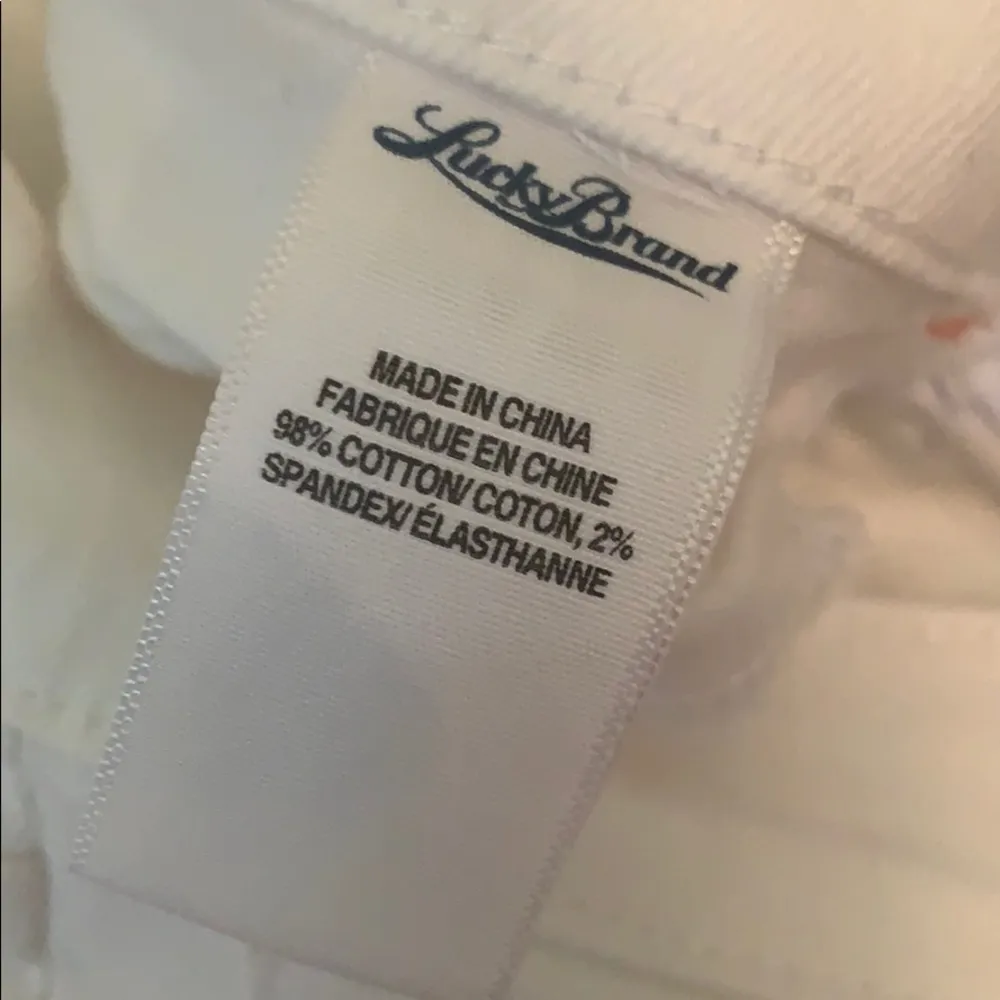 Lucky Brand
MADE IN CHINA
FABRIQUE EN CHINE
98% COTTON/ COTON, 2%
SPANDEX/ÉLASTHANNE